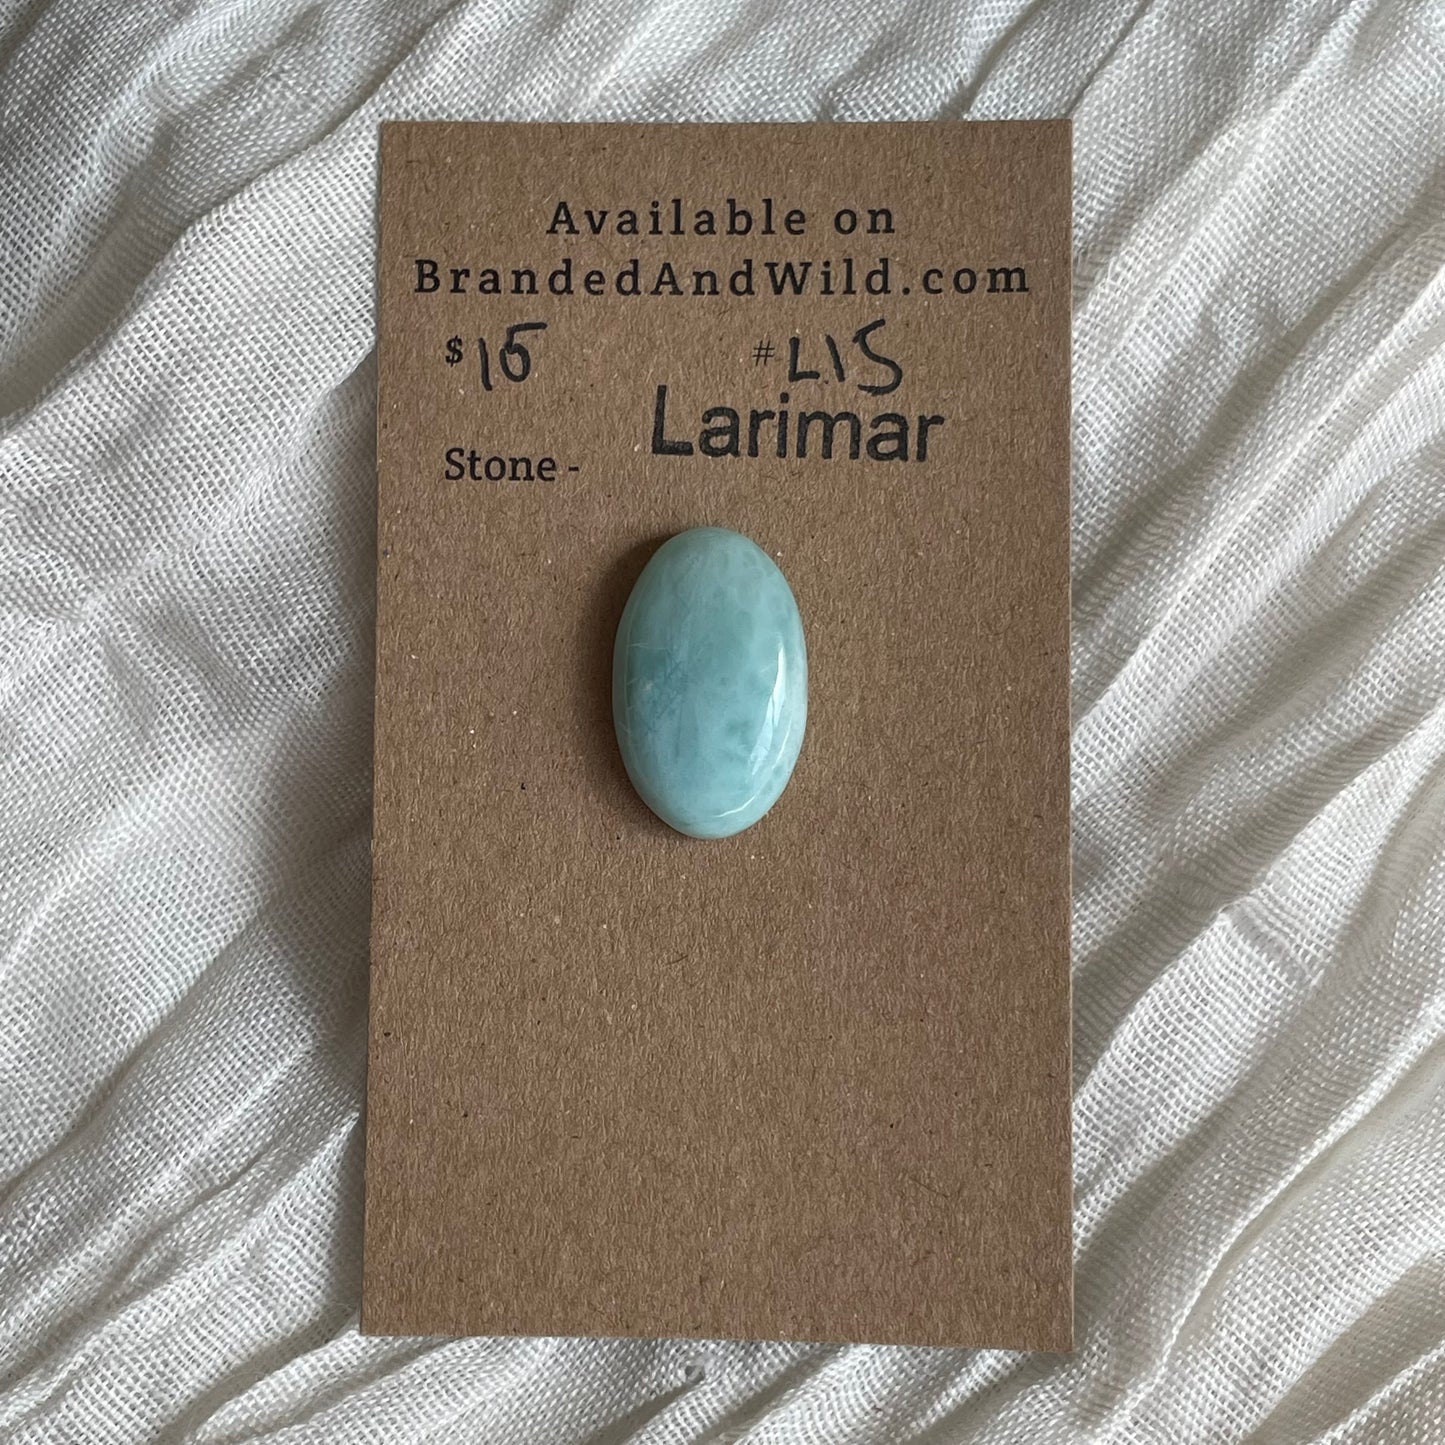 Available on
BrandedAndWild.com
$15 #L15
Larimar
Stone -